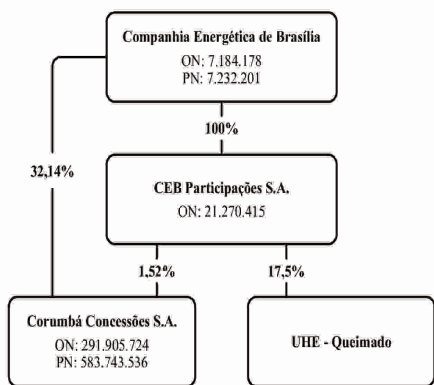 Companhia Energética de Brasília
ON: 7.184.178
PN: 7.232.201
100%
32,14%
CEB Participações S.A.
ON: 21.270.415
1,52%
17,5%
Corumbá Concessões S.A.
ON: 291.905.724
PN: 583.743.536
UHE - Queimado